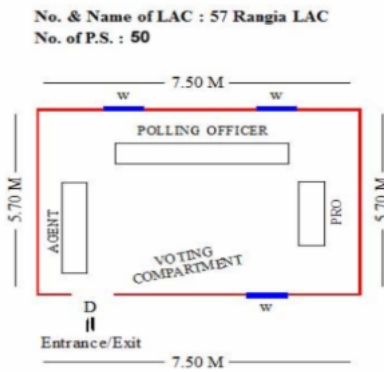 No. & Name of LAC : 57 Rangia LAC
No. of P.S. : 50
7.50 M
W W
POLLING OFFICER
5.70 M
AGENT
PRO
5.70 M
VOTING
COMPARTMENT
D
W
Entrance/Exit
7.50 M